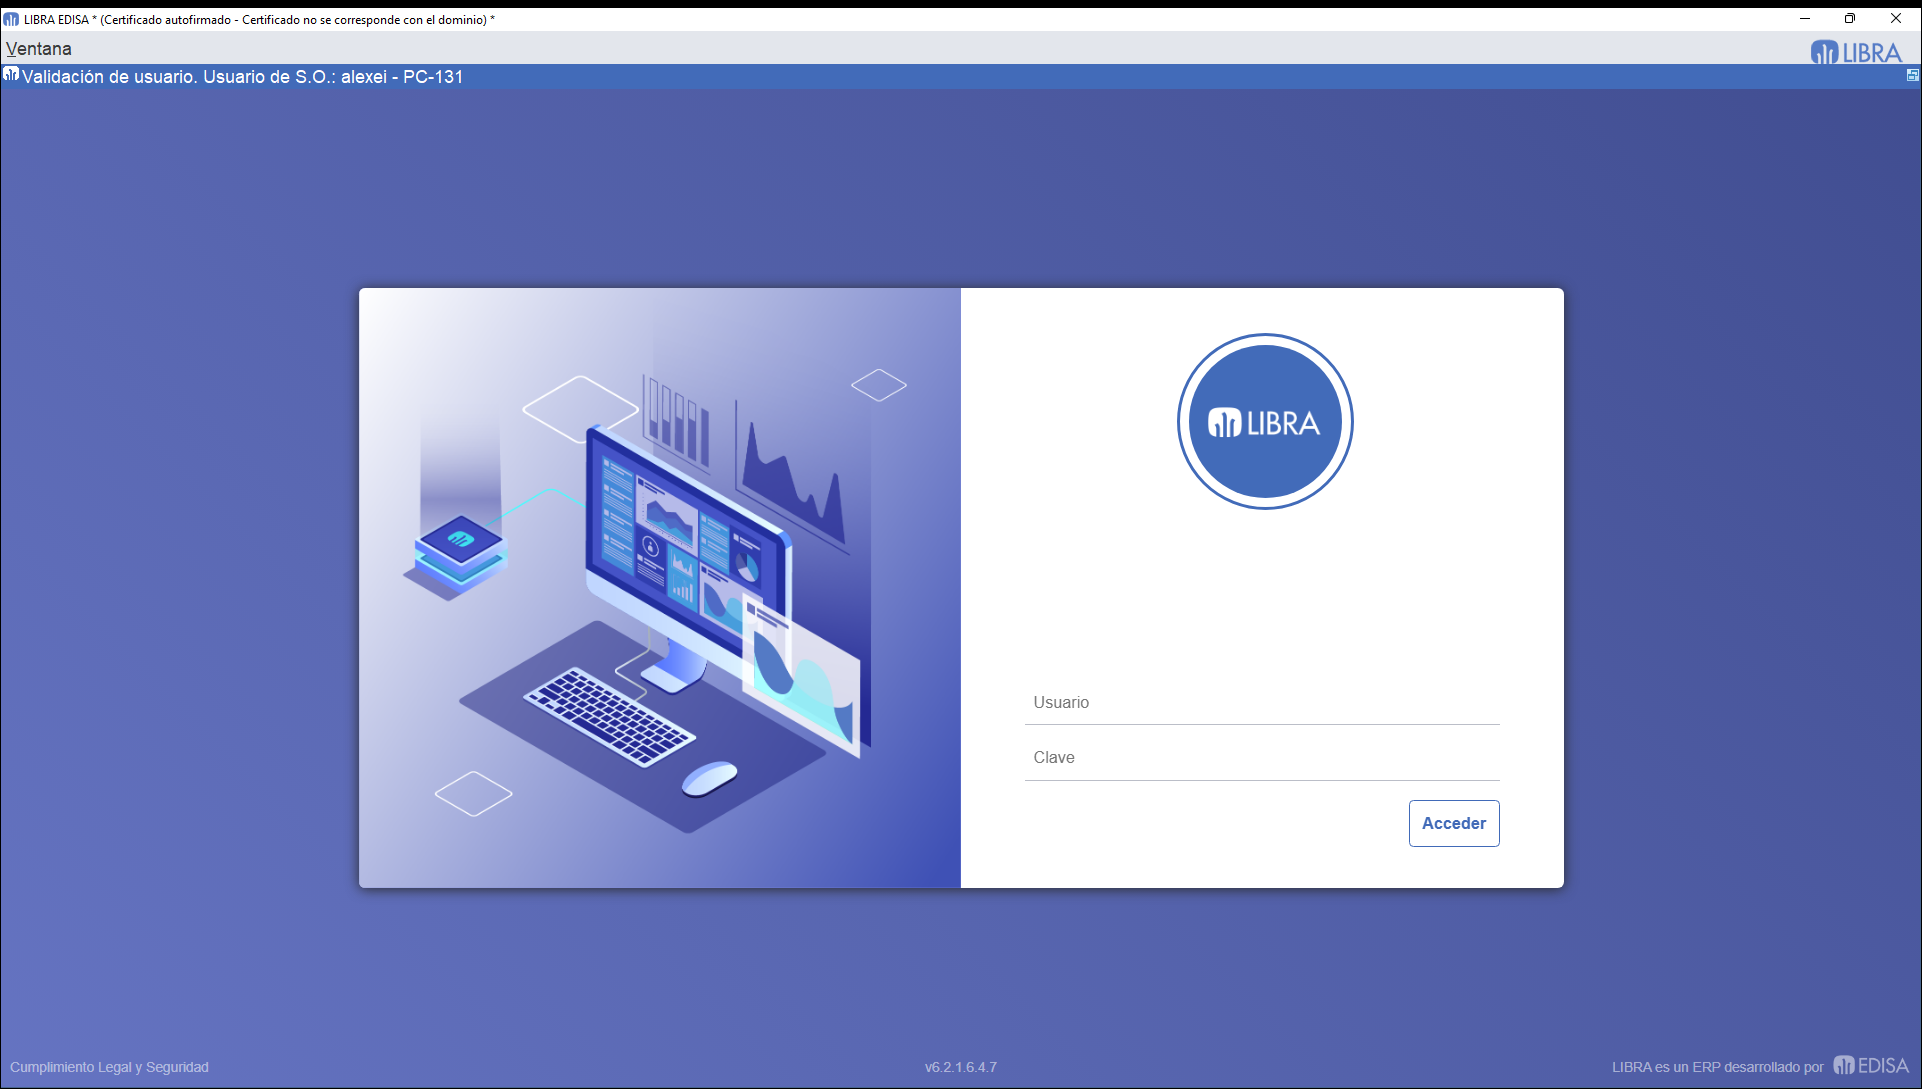 LIBRA EDISA * (Certificado autofirmado - Certificado no se corresponde con el dominio) *
Ventana
LIBRA
Validación de usuario. Usuario de S.O.: alexei - PC-131
LIBRA
Usuario
Clave
Acceder
Cumplimiento Legal y Seguridad
v6.2.1.6.4.7
LIBRA es un ERP desarrollado por EDISA